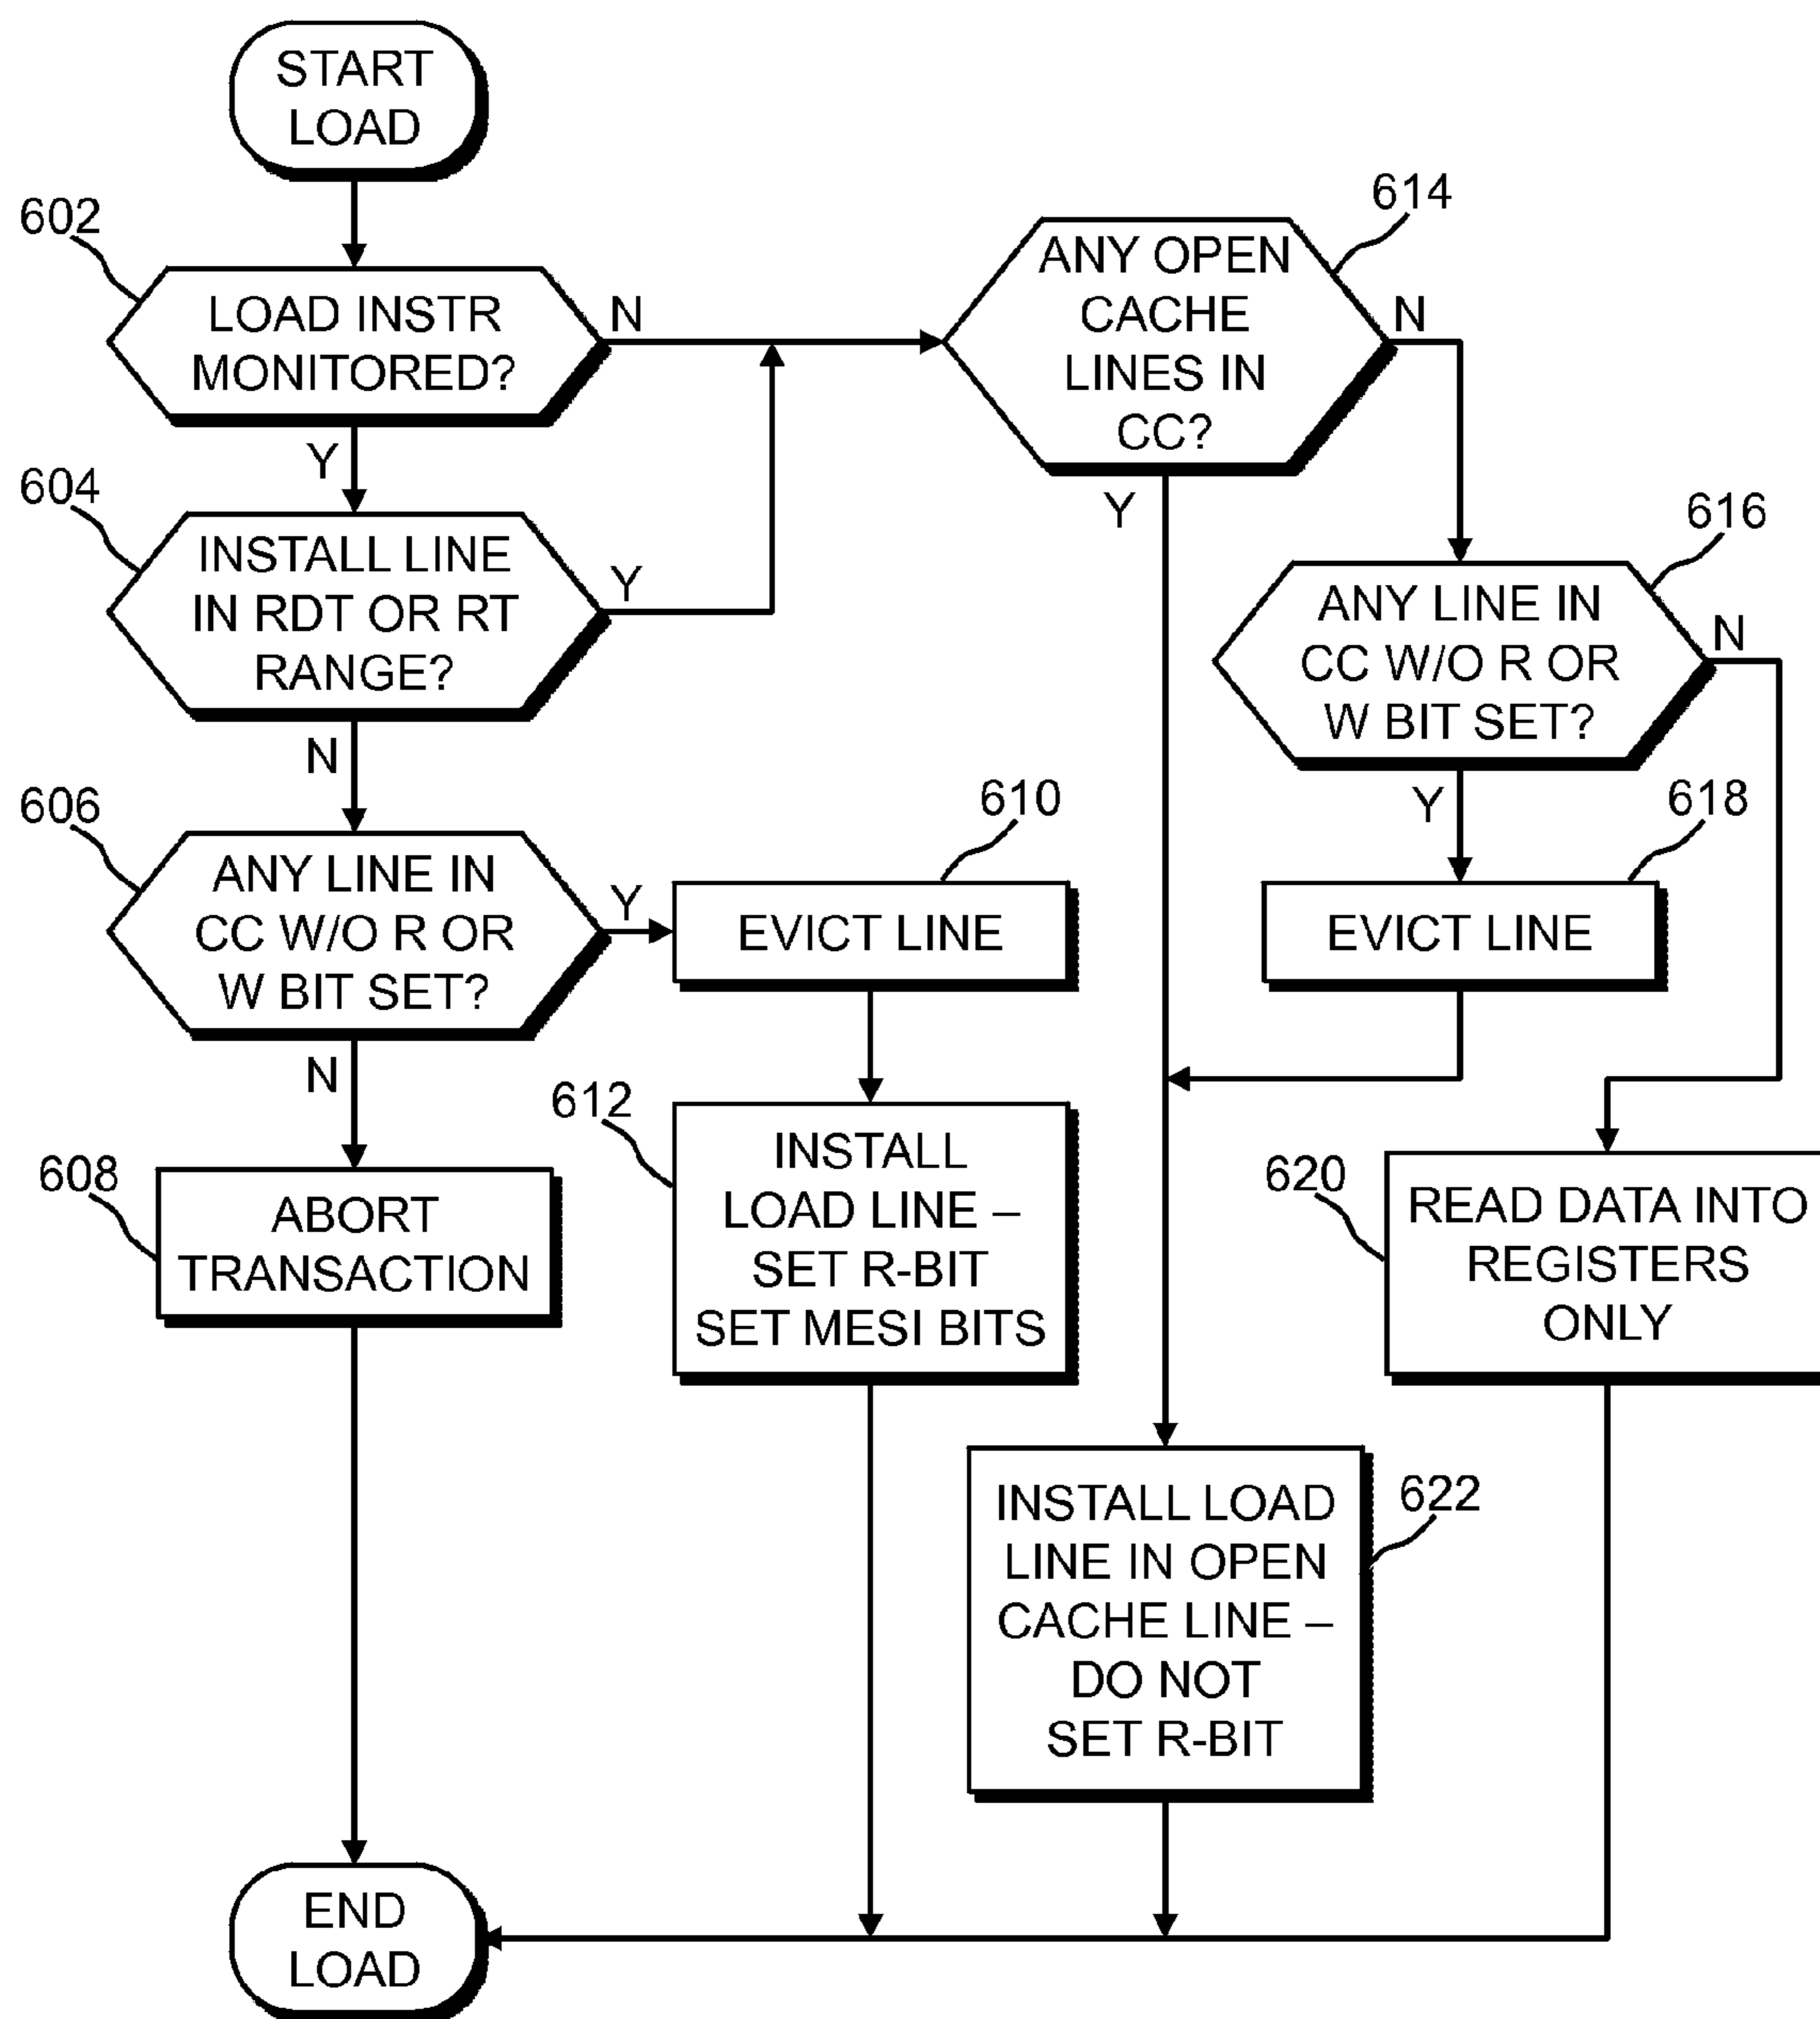 START
LOAD
602
LOAD INSTR
MONITORED?
N
Y
604
INSTALL LINE
IN RDT OR RT
RANGE?
Y
N
606
ANY LINE IN
CC W/O R OR
W BIT SET?
Y
N
608
ABORT
TRANSACTION
610
EVICT LINE
612
INSTALL
LOAD LINE –
SET R-BIT
SET MESI BITS
614
ANY OPEN
CACHE
LINES IN
CC?
N
Y
616
ANY LINE IN
CC W/O R OR
W BIT SET?
N
Y
618
EVICT LINE
620
READ DATA INTO
REGISTERS
ONLY
622
INSTALL LOAD
LINE IN OPEN
CACHE LINE –
DO NOT
SET R-BIT
END
LOAD